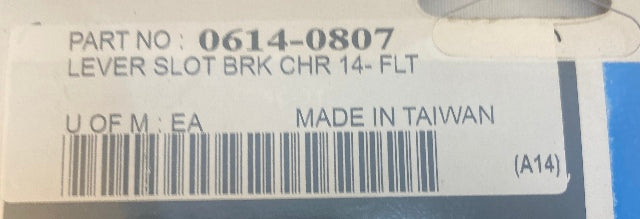 PART NO : 0614-0807
LEVER SLOT BRK CHR 14- FLT
U OF M : EA MADE IN TAIWAN
(A14)